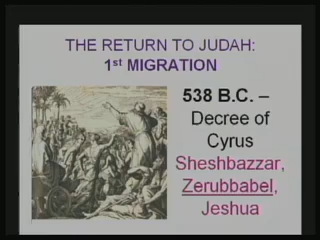 THE RETURN TO JUDAH:
1st MIGRATION
538 B.C. –
Decree of
Cyrus
Sheshbazzar,
Zerubbabel,
Jeshua